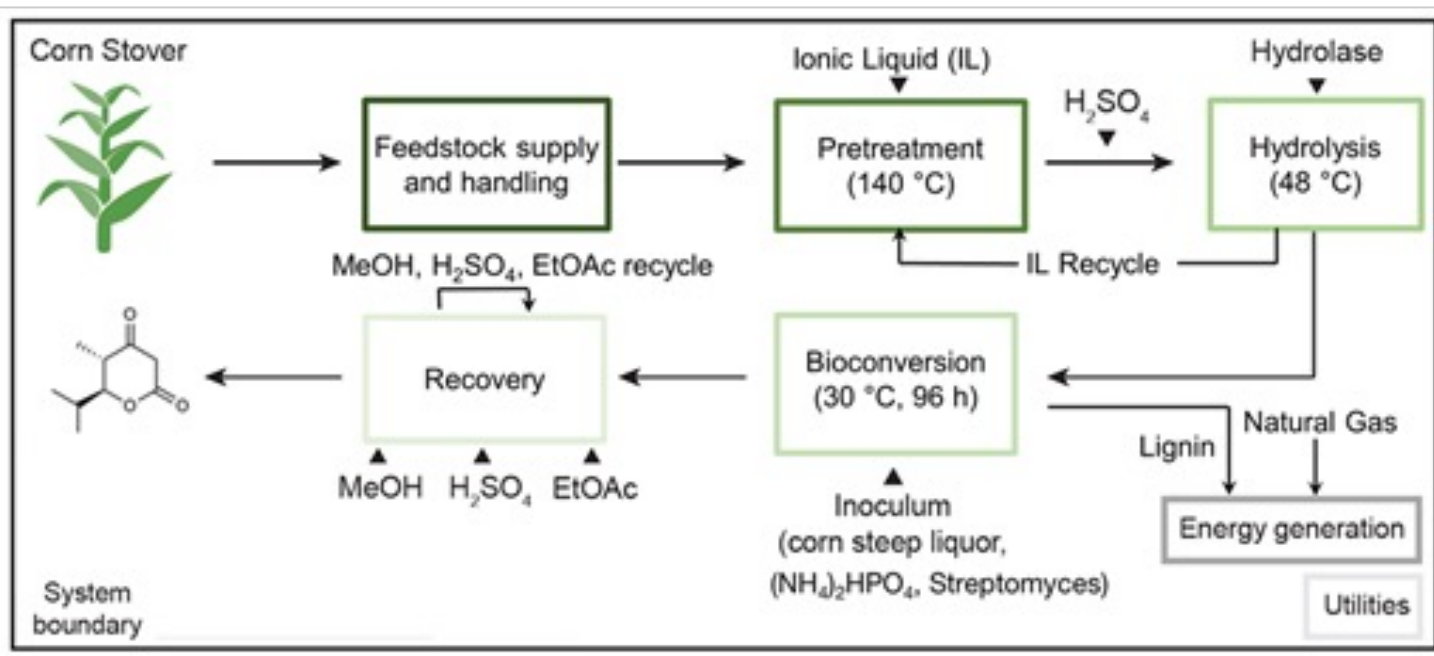 Corn Stover
Feedstock supply
and handling
Ionic Liquid (IL)
Pretreatment
(140 °C)
H₂SO₄
Hydrolase
Hydrolysis
(48 °C)
IL Recycle
MeOH, H₂SO₄, EtOAc recycle
O
O
O
Recovery
MeOH H₂SO₄ EtOAc
Bioconversion
(30 °C, 96 h)
Inoculum
(corn steep liquor,
(NH₄)₂HPO₄, Streptomyces)
Lignin
Natural Gas
Energy generation
Utilities
System
boundary